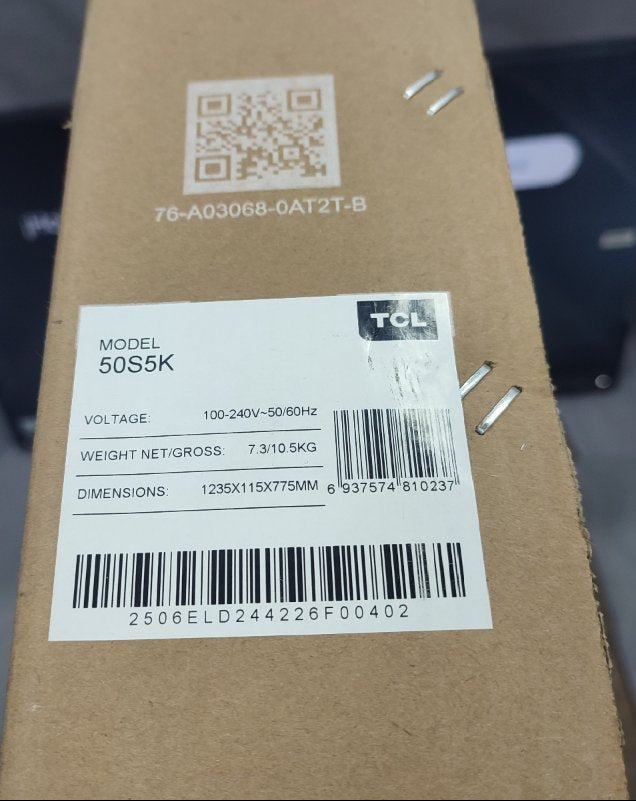 76-A03068-0AT2T-B
TCL
MODEL
50S5K
VOLTAGE: 100-240V~50/60Hz
WEIGHT NET/GROSS: 7.3/10.5KG
DIMENSIONS: 1235X115X775MM
6 937574 810237
2506ELD244226F00402